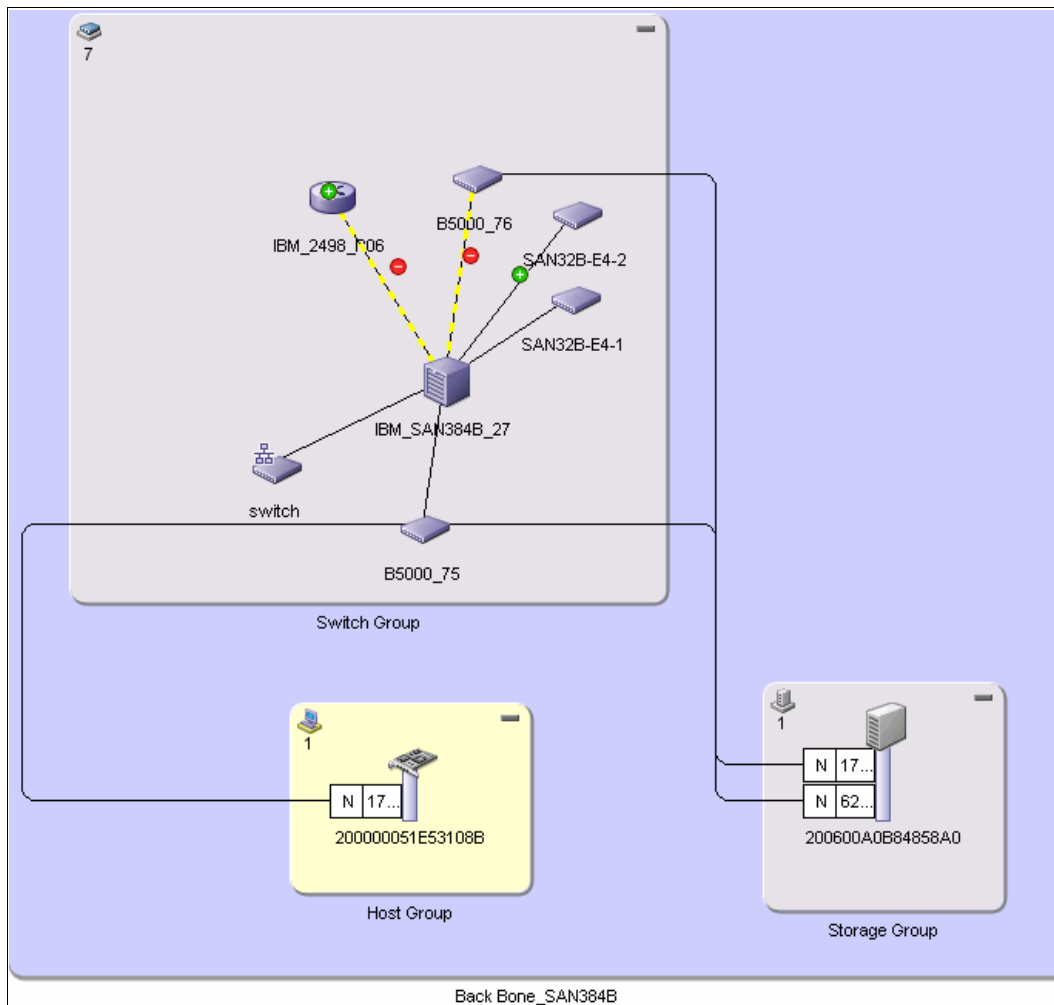 7
B5000_76
IBM_2498_R06
SAN32B-E4-2
SAN32B-E4-1
IBM_SAN384B_27
switch
B5000_75
Switch Group
1
N 17...
200000051E53108B
Host Group
1
N 17...
N 62...
200600A0B84858A0
Storage Group
Back Bone_SAN384B